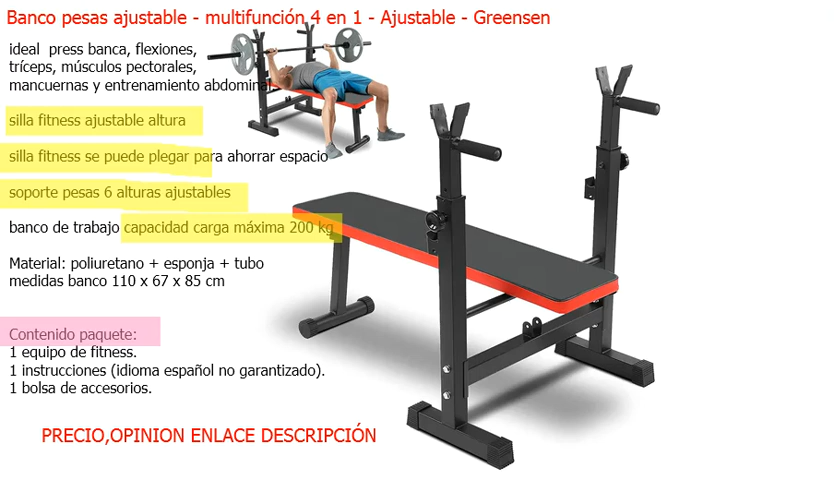 Banco pesas ajustable - multifunción 4 en 1 - Ajustable - Greensen
ideal  press banca, flexiones,
tríceps, músculos pectorales,
mancuernas y entrenamiento abdominal
silla fitness ajustable altura
silla fitness se puede plegar para ahorrar espacio
soporte pesas 6 alturas ajustables
banco de trabajo capacidad carga máxima 200 kg
Material: poliuretano + esponja + tubo
medidas banco 110 x 67 x 85 cm
Contenido paquete:
1 equipo de fitness.
1 instrucciones (idioma español no garantizado).
1 bolsa de accesorios.
PRECIO,OPINION ENLACE DESCRIPCIÓN